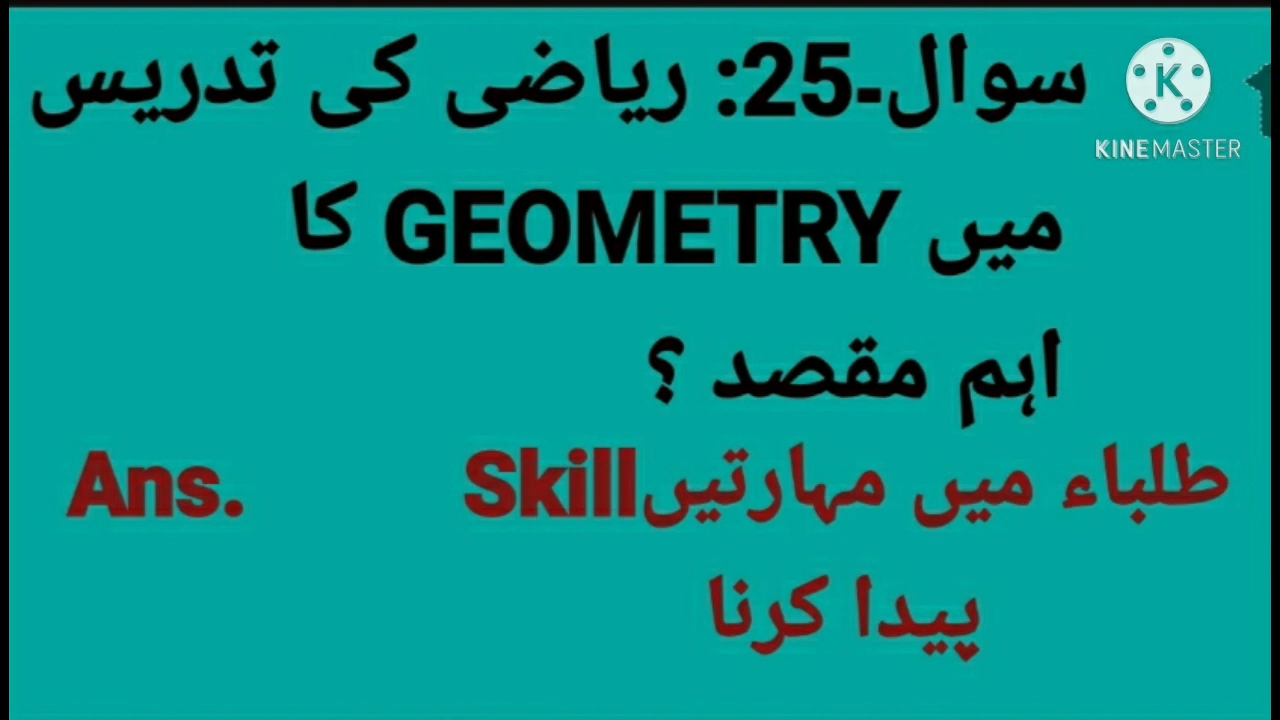 سوال۔25: ریاضی کی تدریس
KINEMASTER
میں GEOMETRY کا
اہم مقصد ؟
طلباء میں مہارتیںSkill Ans.
پیدا کرنا